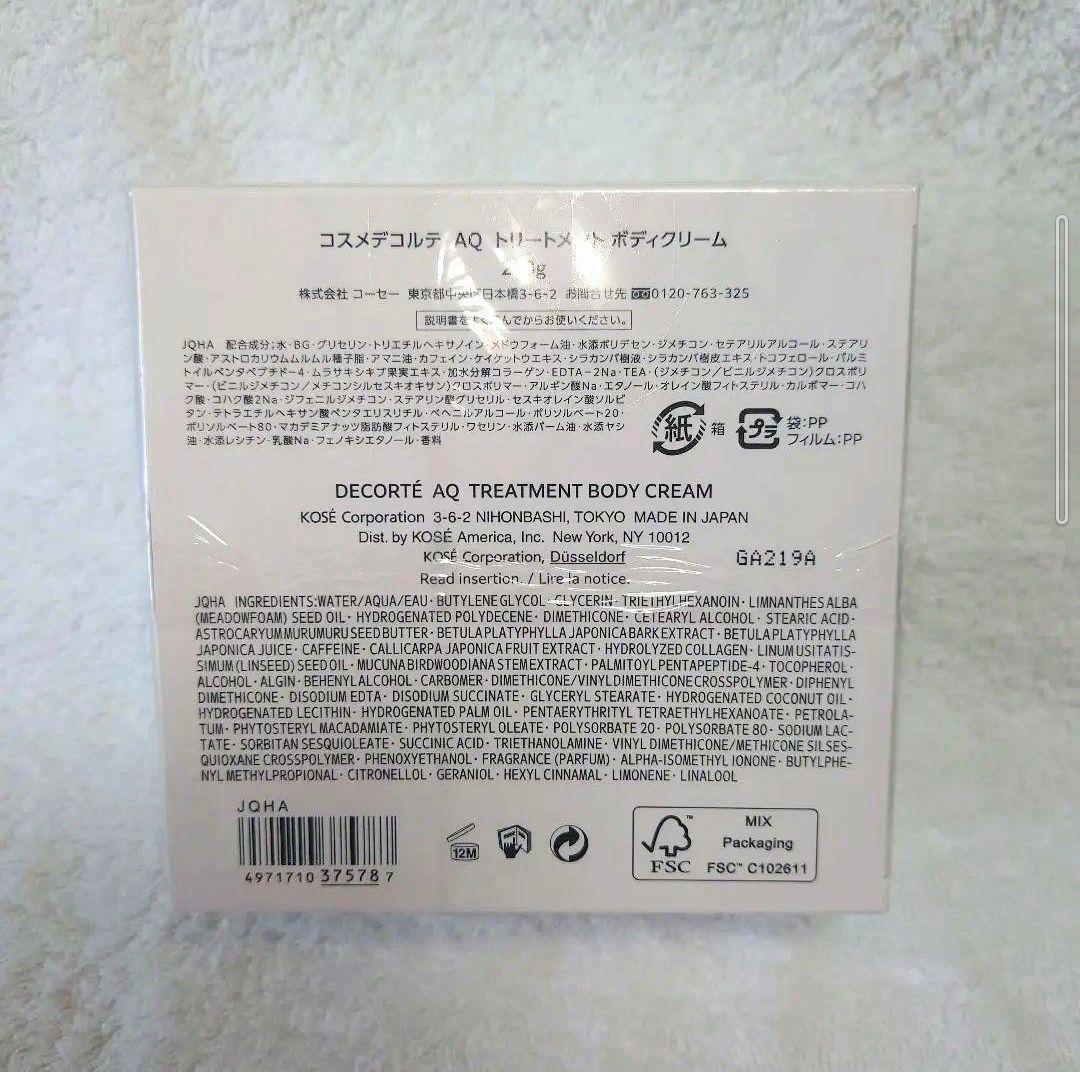 コスメデコルテ AQ トリートメント ボディクリーム
株式会社 コーセー 東京都中央区日本橋3-6-2 お問合せ先 0120-763-325
説明書をよく読んでからお使いください。
JQHA 配合成分:水・BG・グリセリン・トリエチルヘキサノイン・メドウフォーム油・水添ポリデセン・ジメチコン・セテアリルアルコール・ステアリ
ン酸・アストロカリウムムルムル種子脂・アマニ油・カフェイン・ケイケットウエキス・シラカンバ樹液・シラカンバ樹皮エキス・トコフェロール・パルミ
トイルペンタペプチド-4・ムラサキシキブ果実エキス・加水分解コラーゲン・EDTA-2Na・TEA・(ジメチコン/ビニルジメチコン)クロスポリ
マー・(ビニルジメチコン/メチコンシルセスキオキサン)クロスポリマー・アルギン酸Na・エタノール・オレイン酸フィトステリル・カルボマー・コハ
ク酸・コハク酸2Na・ジフェニルジメチコン・ステアリン酸グリセリル・セスキオレイン酸ソルビ
タン・テトラエチルヘキサン酸ペンタエリスリチル・ベヘニルアルコール・ポリソルベート20・
ポリソルベート80・マカデミアナッツ脂肪酸フィトステリル・ワセリン・水添パーム油・水添ヤシ
油・水添レシチン・乳酸Na・フェノキシエタノール・香料
紙 箱 プラ 袋:PP
フィルム:PP
DECORTÉ AQ TREATMENT BODY CREAM
KOSÉ Corporation 3-6-2 NIHONBASHI, TOKYO MADE IN JAPAN
Dist. by KOSÉ America, Inc. New York, NY 10012
KOSÉ Corporation, Düsseldorf
GA219A
Read insertion. / Lire la notice.
JQHA INGREDIENTS:WATER/AQUA/EAU・BUTYLENE GLYCOL・GLYCERIN・TRIETHYLHEXANOIN・LIMNANTHES ALBA
(MEADOWFOAM) SEED OIL・HYDROGENATED POLYDECENE・DIMETHICONE・CETEARYL ALCOHOL・STEARIC ACID・
ASTROCARYUM MURUMURU SEED BUTTER・BETULA PLATYPHYLLA JAPONICA BARK EXTRACT・BETULA PLATYPHYLLA
JAPONICA JUICE・CAFFEINE・CALLICARPA JAPONICA FRUIT EXTRACT・HYDROLYZED COLLAGEN・LINUM USITATIS-
SIMUM (LINSEED) SEED OIL・MUCUNA BIRDWOODIANA STEM EXTRACT・PALMITOYL PENTAPEPTIDE-4・TOCOPHEROL・
ALCOHOL・ALGIN・BEHENYL ALCOHOL・CARBOMER・DIMETHICONE/VINYL DIMETHICONE CROSSPOLYMER・DIPHENYL
DIMETHICONE・DISODIUM EDTA・DISODIUM SUCCINATE・GLYCERYL STEARATE・HYDROGENATED COCONUT OIL・
HYDROGENATED LECITHIN・HYDROGENATED PALM OIL・PENTAERYTHRITYL TETRAETHYLHEXANOATE・PETROLA-
TUM・PHYTOSTERYL MACADAMIATE・PHYTOSTERYL OLEATE・POLYSORBATE 20・POLYSORBATE 80・SODIUM LAC-
TATE・SORBITAN SESQUIOLEATE・SUCCINIC ACID・TRIETHANOLAMINE・VINYL DIMETHICONE/METHICONE SILSES-
QUIOXANE CROSSPOLYMER・PHENOXYETHANOL・FRAGRANCE (PARFUM)・ALPHA-ISOMETHYL IONONE・BUTYLPHE-
NYL METHYLPROPIONAL・CITRONELLOL・GERANIOL・HEXYL CINNAMAL・LIMONENE・LINALOOL
JQHA
4971710 37578 7
12M
FSC™
MIX
Packaging
FSC™ C102611